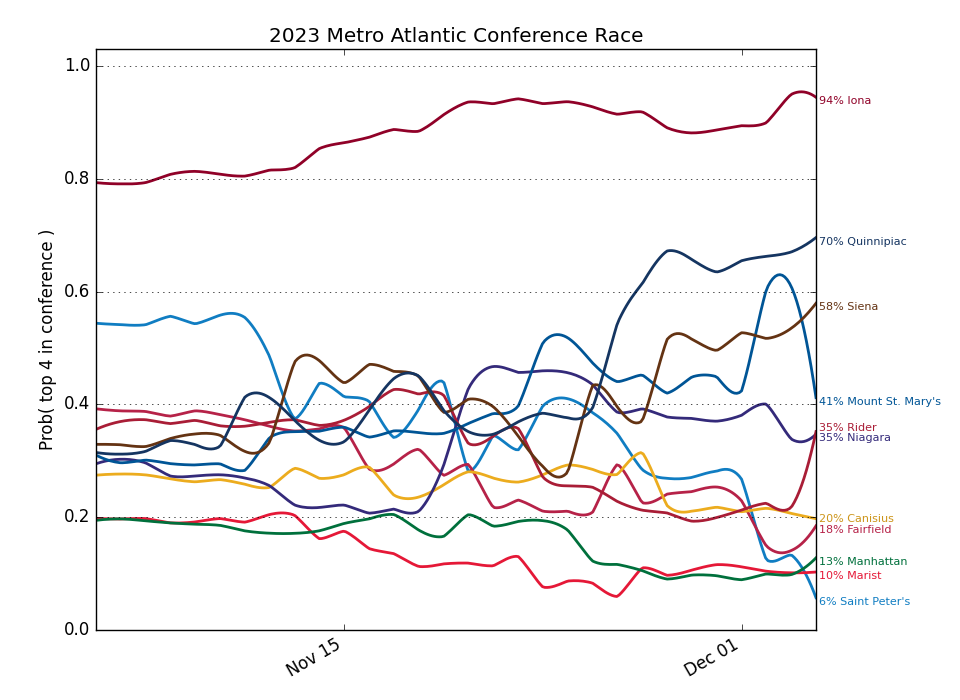 2023 Metro Atlantic Conference Race
Prob( top 4 in conference )
1.0
0.8
0.6
0.4
0.2
0.0
Nov 15
Dec 01
94% Iona
70% Quinnipiac
58% Siena
41% Mount St. Mary's
35% Rider
35% Niagara
20% Canisius
18% Fairfield
13% Manhattan
10% Marist
6% Saint Peter's